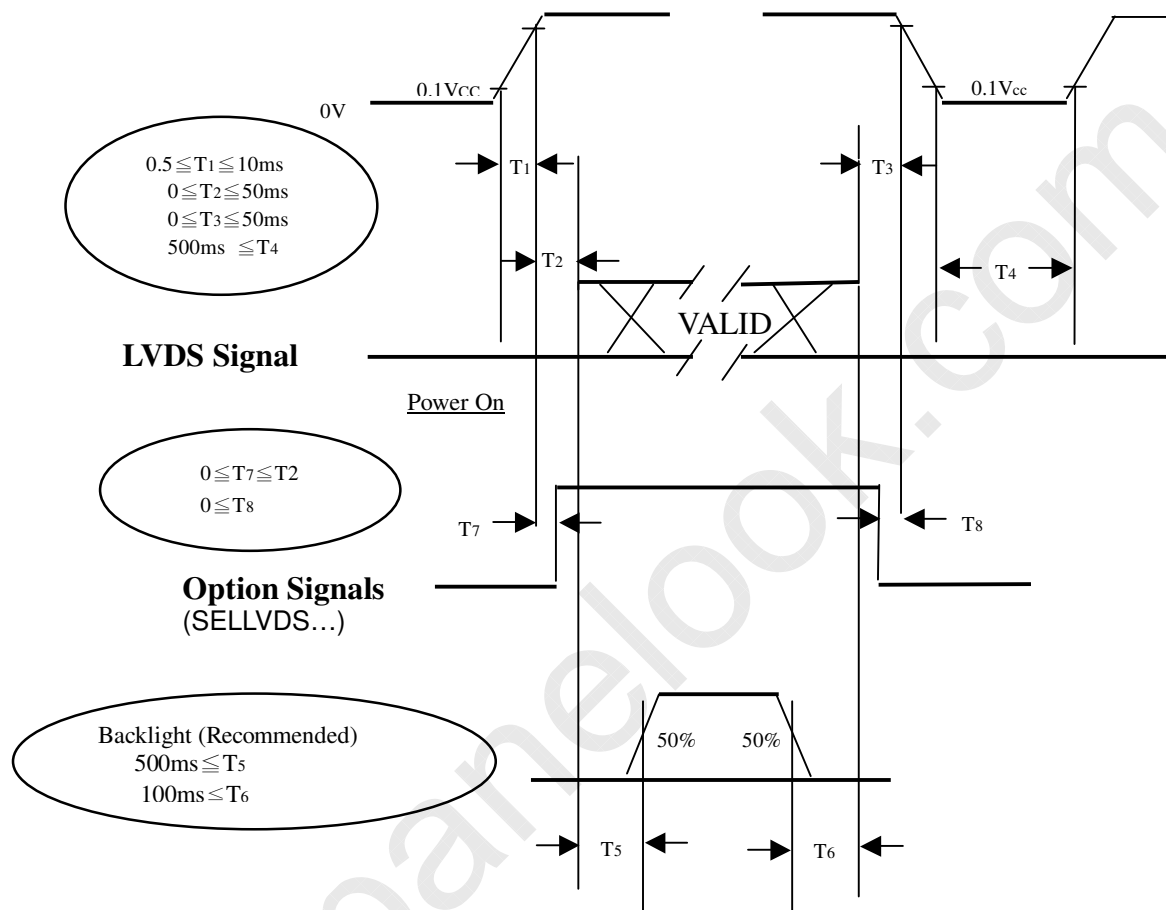 0.1VCC
0.1Vcc
0V
0.5≦T1≦10ms
0≦T2≦50ms
0≦T3≦50ms
500ms ≦T4
T1
T3
T2
T4
VALID
LVDS Signal
Power On
0≦T7≦T2
0≦T8
T7
T8
Option Signals
(SELLVDS…)
Backlight (Recommended)
500ms≦T5
100ms≦T6
50%
50%
T5
T6
panelook.com